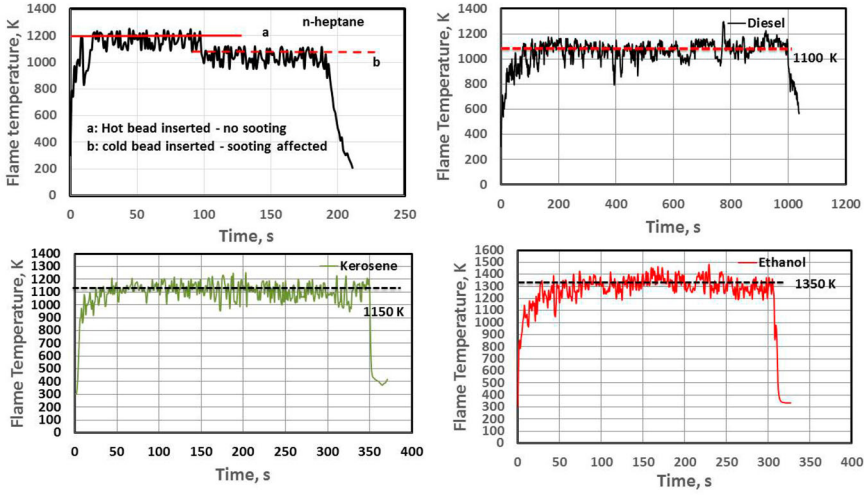 n-heptane
a
b
a: Hot bead inserted - no sooting
b: cold bead inserted - sooting affected
Flame temperature, K
1400
1200
1000
800
600
400
200
0
0 50 100 150 200 250
Time, s
Diesel
1100 K
Flame Temperature, K
1400
1200
1000
800
600
400
200
0
0 200 400 600 800 1000 1200
Time, s
Kerosene
1150 K
Flame Temperature, K
1400
1300
1200
1100
1000
900
800
700
600
500
400
300
200
100
0
0 50 100 150 200 250 300 350 400
Time, s
Ethanol
1350 K
Flame Temperature, K
1600
1500
1400
1300
1200
1100
1000
900
800
700
600
500
400
300
200
100
0
0 50 100 150 200 250 300 350 400
Time, s